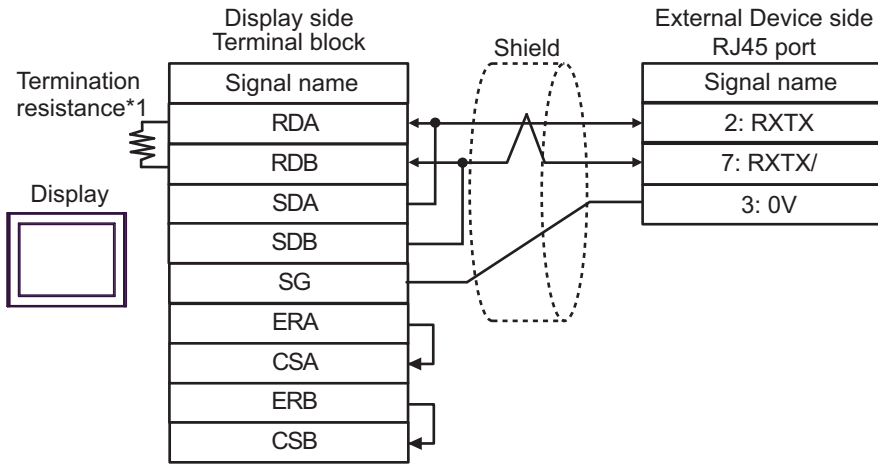 Display side
Terminal block
Shield
External Device side
RJ45 port
Termination
resistance*1
Signal name
RDA
RDB
SDA
SDB
SG
ERA
CSA
ERB
CSB
Signal name
2: RXTX
7: RXTX/
3: 0V
Display